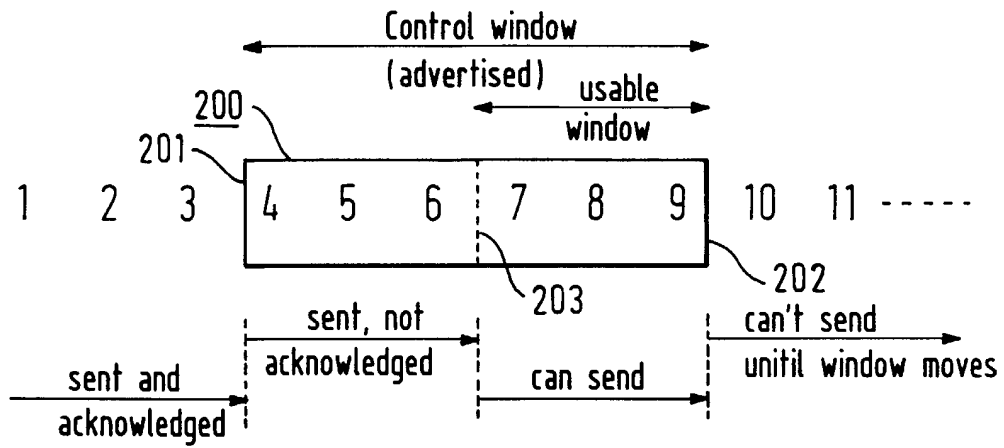 Control window
(advertised)
usable
window
200
201
1 2 3 4 5 6 7 8 9 10 11 -----
203
202
sent, not
acknowledged
can't send
unitil window moves
sent and
acknowledged
can send